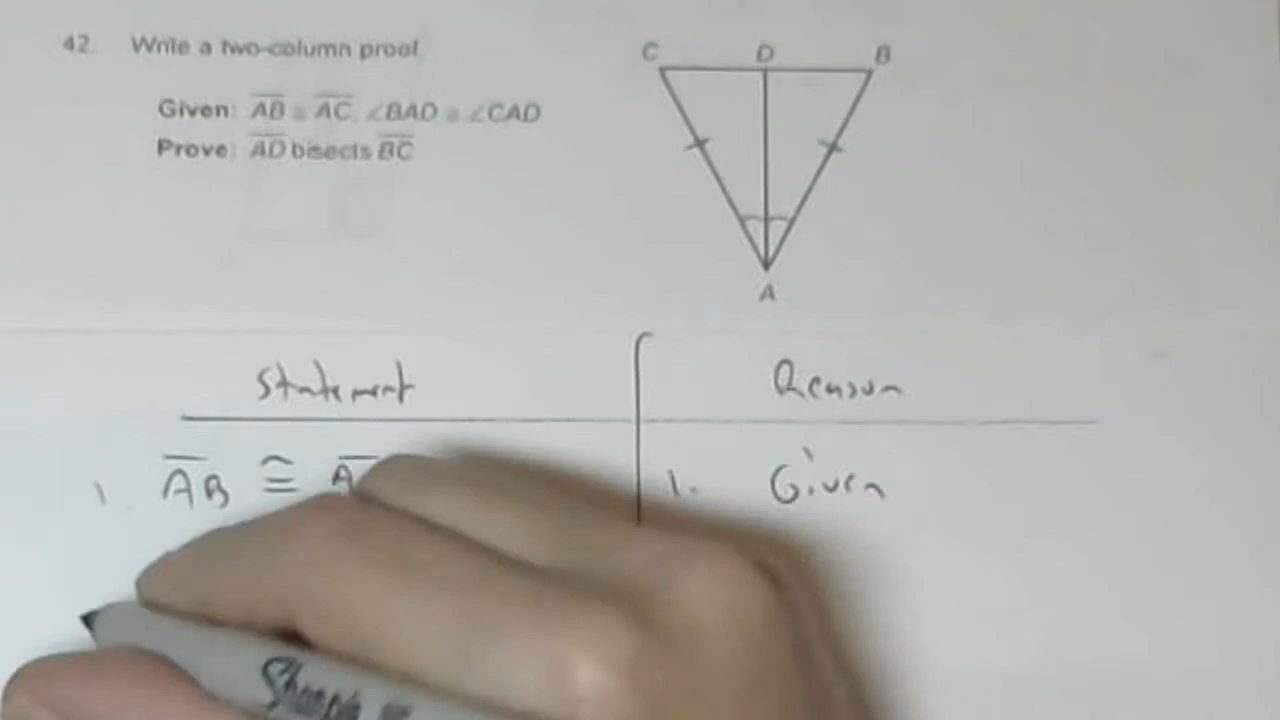 42. Write a two-column proof.
Given: AB ≅ AC, ∠BAD ≅ ∠CAD
Prove: AD bisects BC
C D B
A
Statement Reason
1. AB ≅ A 1. Given
Sharpie